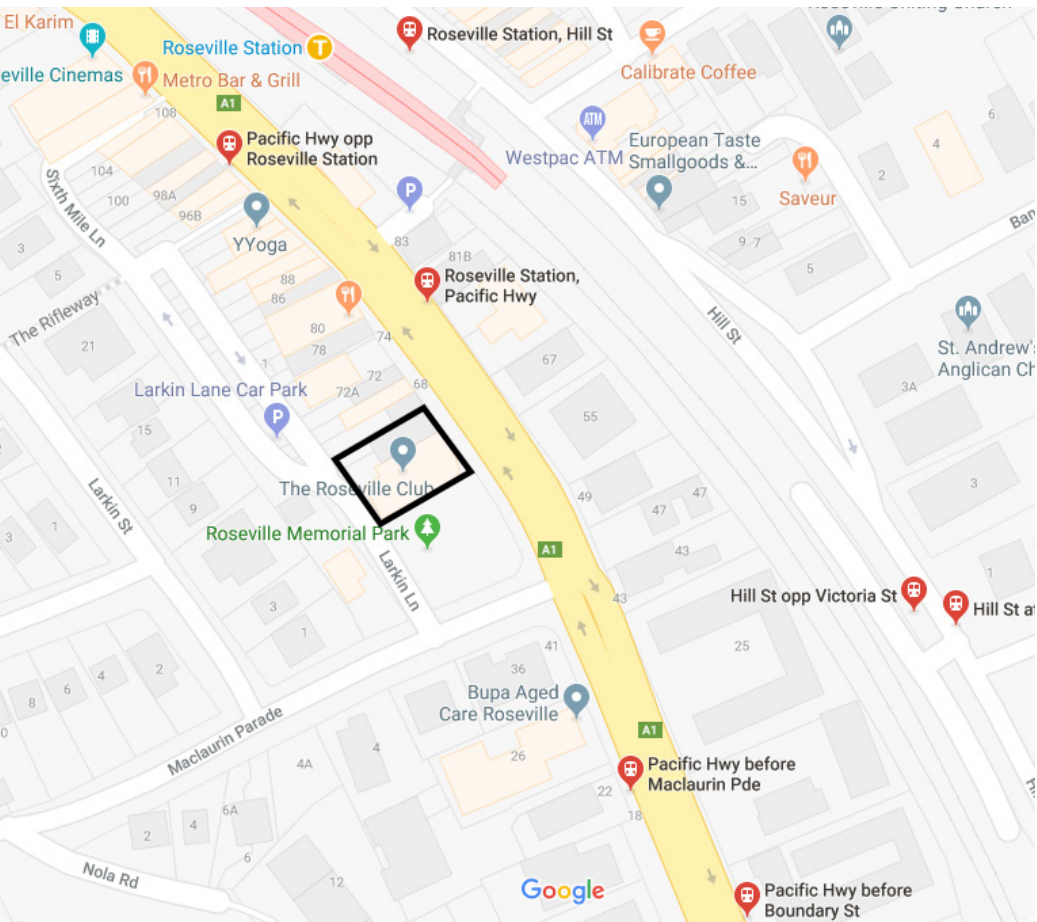 El Karim
Roseville Station
T
Roseville Station, Hill St
eville Cinemas
Metro Bar & Grill
Calibrate Coffee
A1
108
Pacific Hwy opp
Roseville Station
ATM
Westpac ATM
European Taste
Smallgoods &...
6
4
2
104
100
98A
96B
P
Saveur
15
Sixth Mile Ln
YYoga
83
81B
9
7
Ban
3
5
5
88
86
Roseville Station,
Pacific Hwy
The Rifleway
Hill St
80
78
74
21
1
67
St. Andrew's
Anglican Ch
Larkin Lane Car Park
72
72A
68
3A
P
55
15
The Roseville Club
11
9
49
47
47
3
Larkin St
1
3
Roseville Memorial Park
A1
43
Larkin Ln
43
Hill St opp Victoria St
1
Hill St at
3
1
25
41
36
2
4
6
8
0
Bupa Aged
Care Roseville
Maclaurin Parade
A1
4
4A
26
Pacific Hwy before
Maclaurin Pde
22
18
6A
4
2
6
Nola Rd
12
Google
Pacific Hwy before
Boundary St